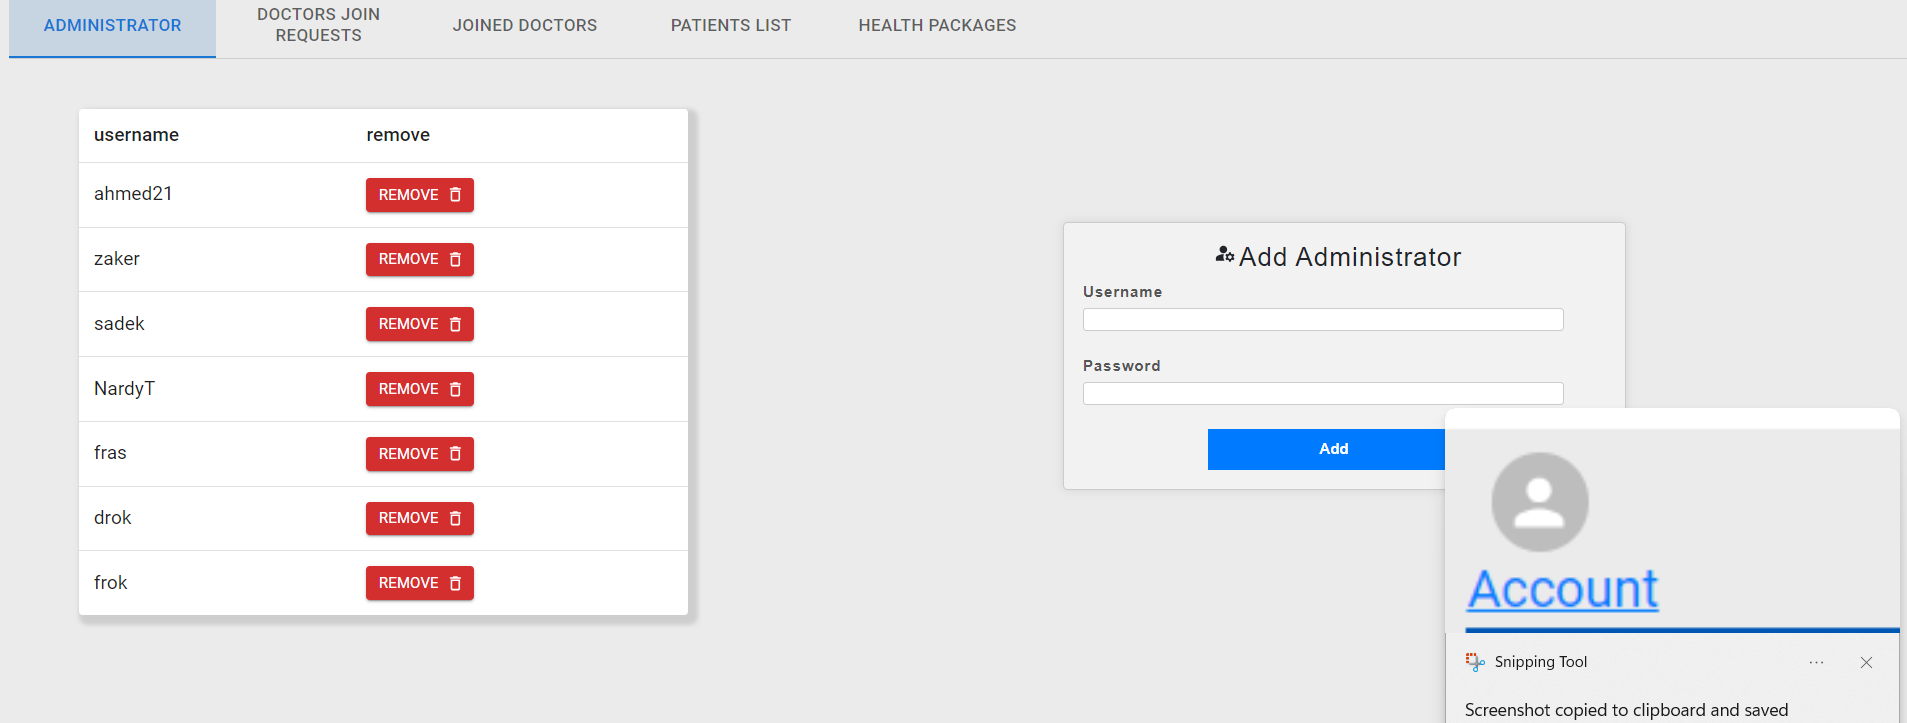 ADMINISTRATOR
DOCTORS JOIN
REQUESTS
JOINED DOCTORS
PATIENTS LIST
HEALTH PACKAGES
username remove
ahmed21 REMOVE
zaker REMOVE
sadek REMOVE
NardyT REMOVE
fras REMOVE
drok REMOVE
frok REMOVE
Add Administrator
Username
Password
Add
Account
Snipping Tool
Screenshot copied to clipboard and saved